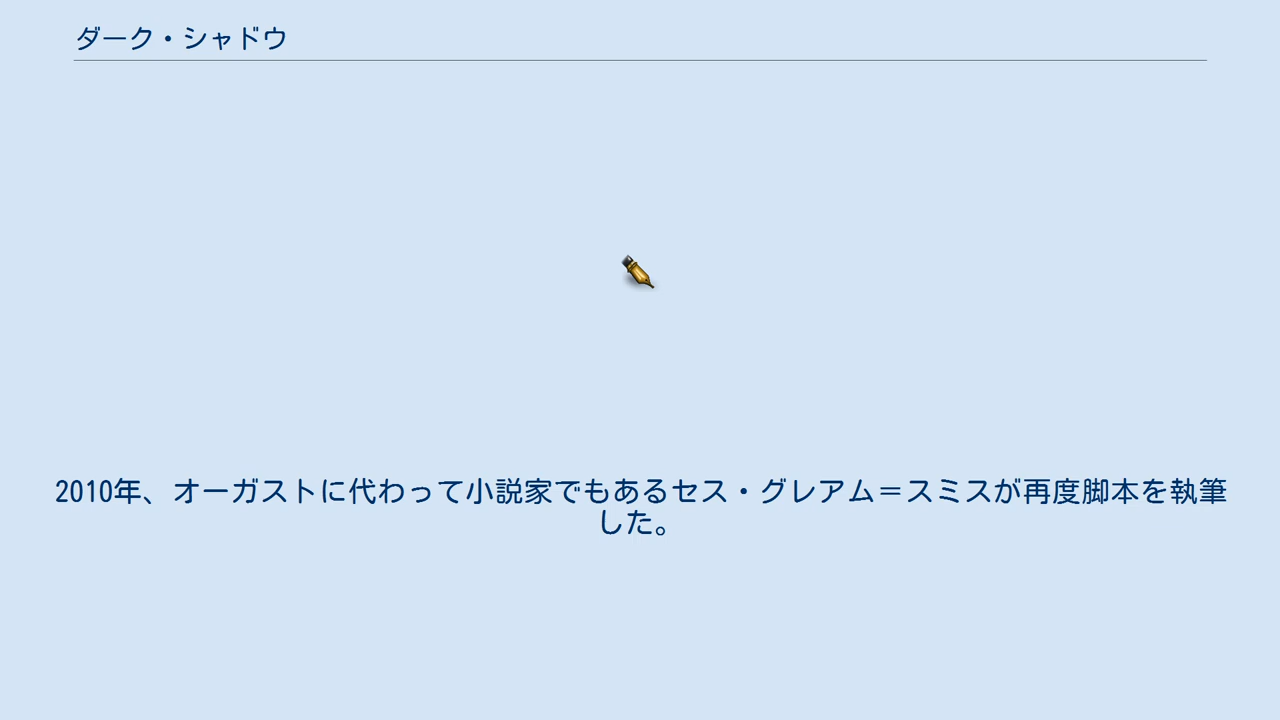 ダーク・シャドウ
2010年、オーガストに代わって小説家でもあるセス・グレアム＝スミスが再度脚本を執筆
した。